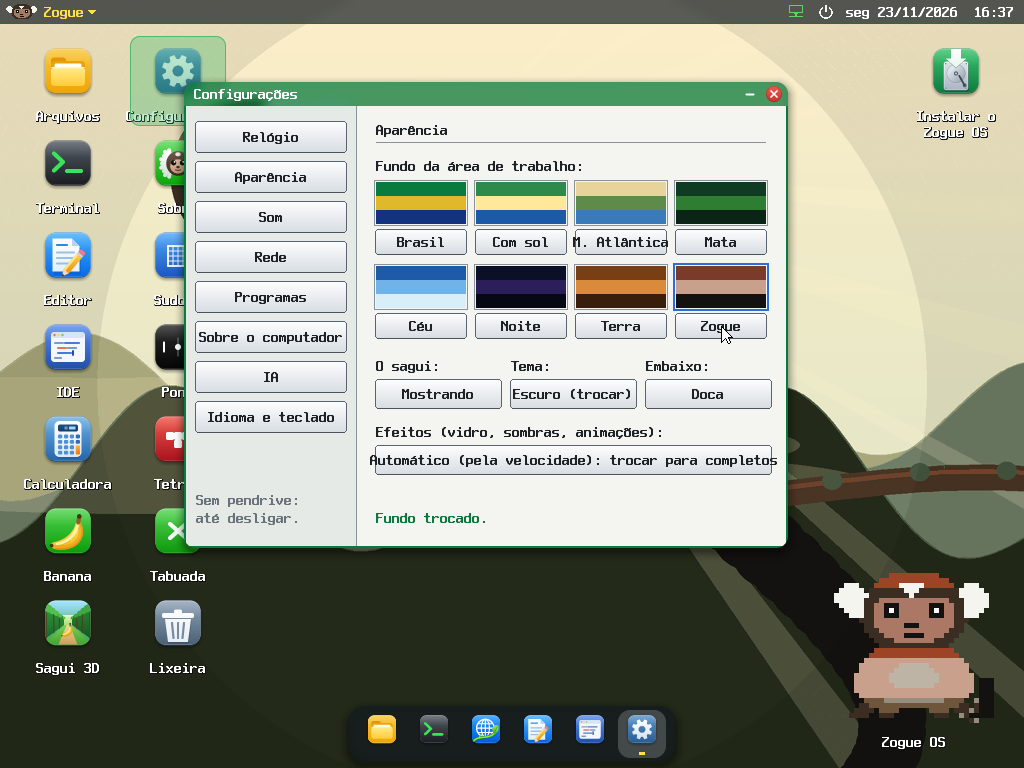 Zogue
seg 23/11/2026 16:37
Arquivos
Terminal
Editor
IDE
Calculadora
Banana
Sagui 3D
Tabuada
Lixeira
Instalar o
Zogue OS
Configurações
Relógio
Aparência
Som
Rede
Programas
Sobre o computador
IA
Idioma e teclado
Sem pendrive:
até desligar.
Aparência
Fundo da área de trabalho:
Brasil
Com sol
M. Atlântica
Mata
Céu
Noite
Terra
Zogue
O sagui:
Tema:
Embaixo:
Mostrando
Escuro (trocar)
Doca
Efeitos (vidro, sombras, animações):
Automático (pela velocidade): trocar para completos
Fundo trocado.
Zogue OS